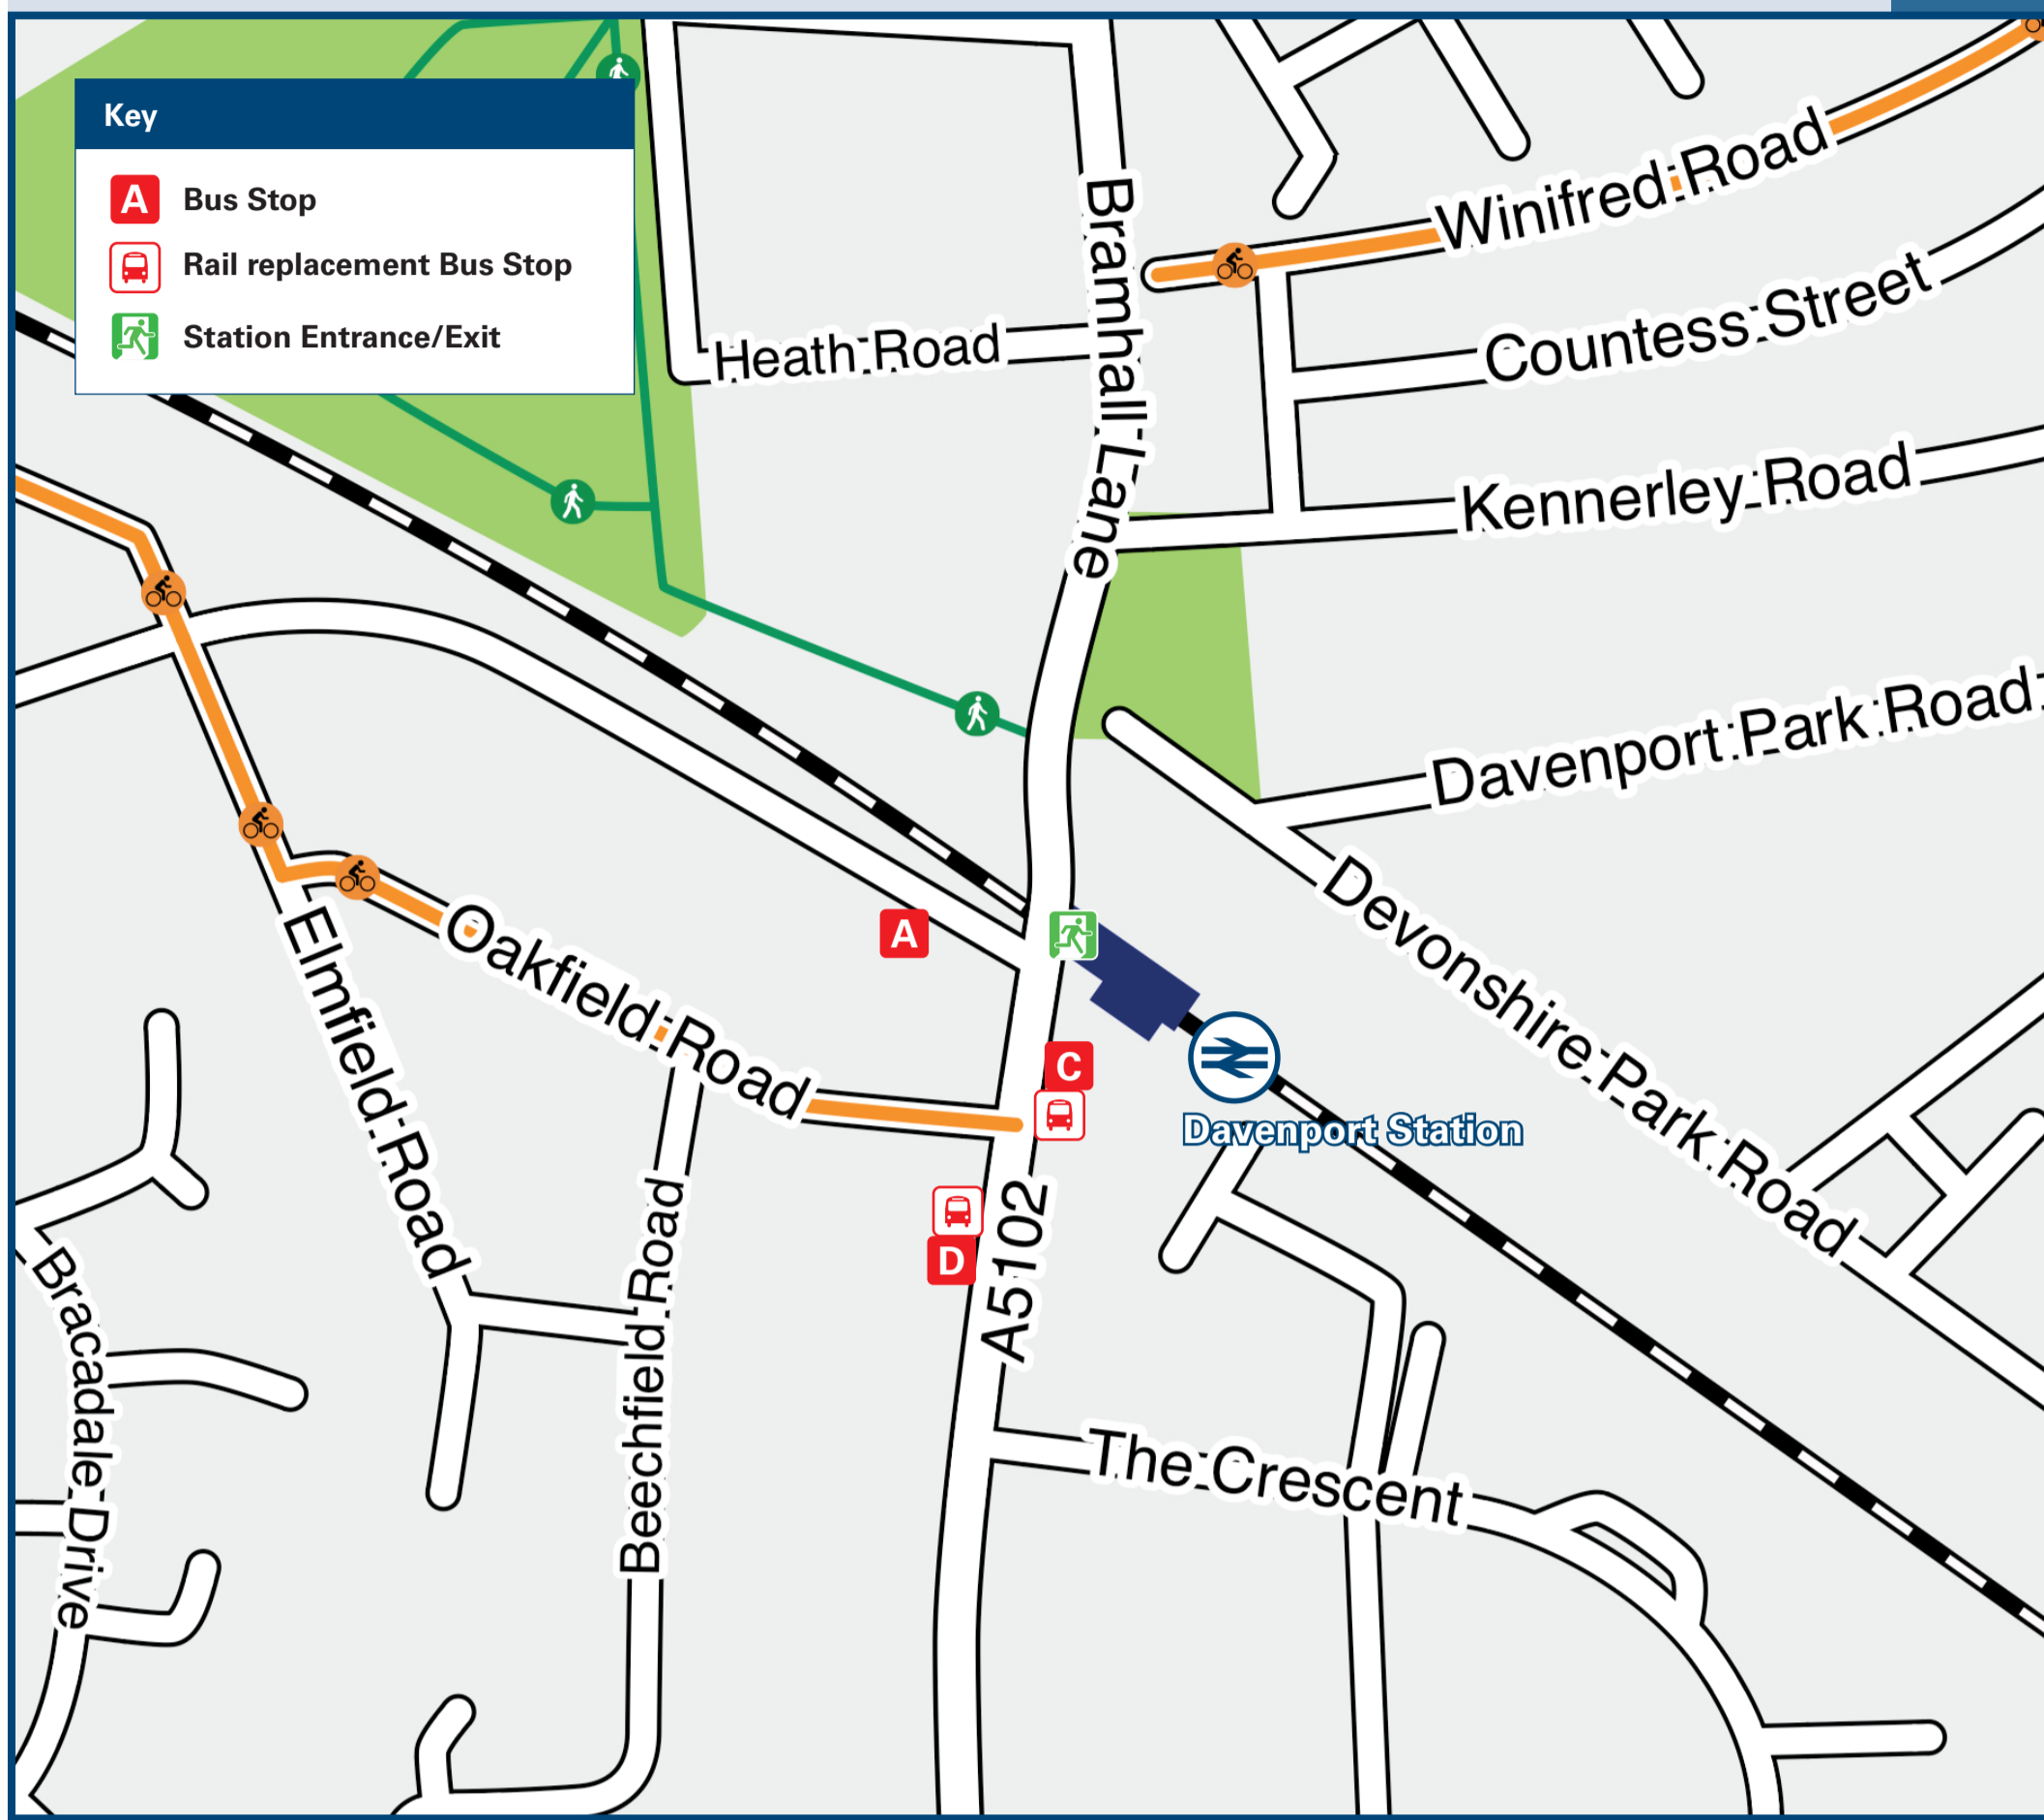 Key
A Bus Stop
Rail replacement Bus Stop
Station Entrance/Exit
Bramhall Lane
Winifred Road
Countess Street
Heath Road
Kennerley Road
Davenport Park Road
Devonshire Park Road
A
Oakfield Road
Elmfield Road
C
Davenport Station
D
A5102
Beechfield Road
Bracadale Drive
The Crescent